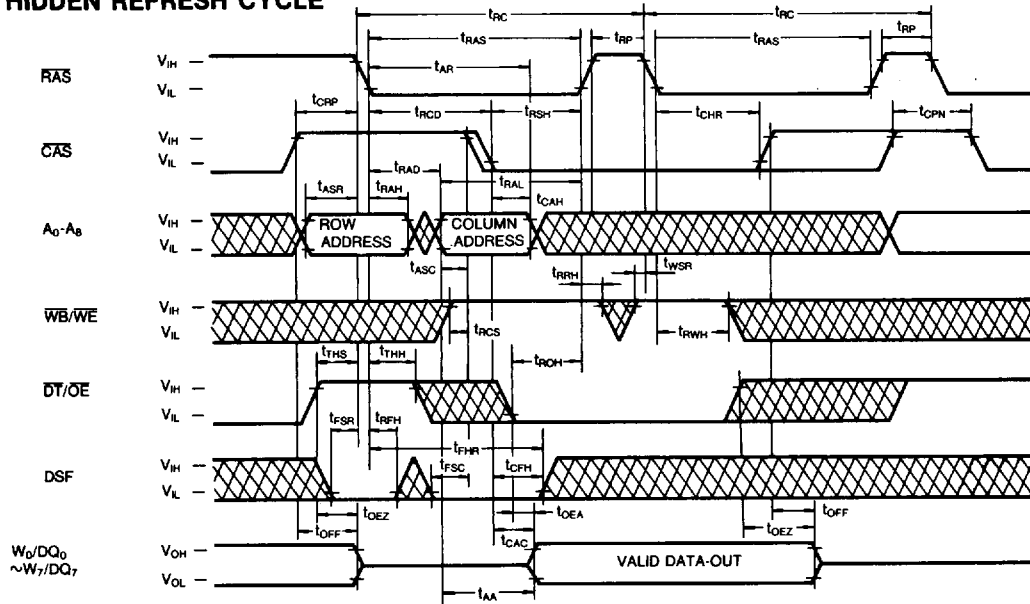 HIDDEN REFRESH CYCLE
tRC tRC
tRAS tRP tRAS tRP
RAS VIH VIL
tAR
tCRP tRCD tRSH tCHR tCPN
CAS VIH VIL
tRAD tRAL
tASR tRAH tCAH
A0-A8 VIH VIL
ROW ADDRESS
COLUMN ADDRESS
tASC tRRH tWSR
WB/WE VIH VIL
tRCS tRWH
tTHS tTHH tROH
DT/OE VIH VIL
tFSR tRFH
tFHR
DSF VIH VIL
tFSC tCFH
tOEZ tOEA
tOFF tCAC tOEZ tOFF
W0/DQ0
~W7/DQ7
VOH VOL
VALID DATA-OUT
tAA